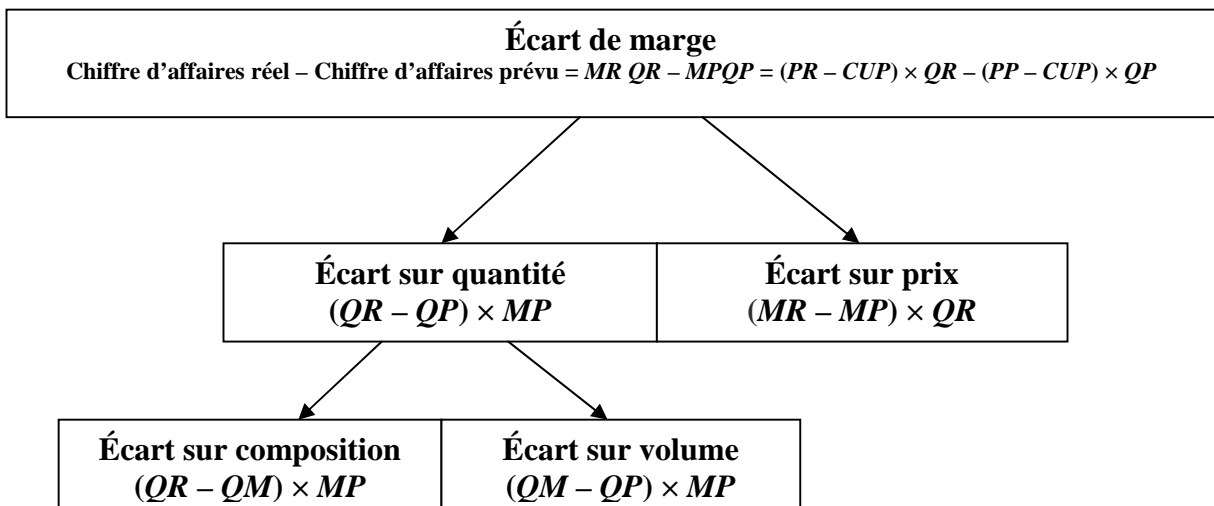 Écart de marge
Chiffre d'affaires réel – Chiffre d'affaires prévu = MR QR – MPQP = (PR – CUP) × QR – (PP – CUP) × QP
Écart sur quantité
(QR – QP) × MP
Écart sur prix
(MR – MP) × QR
Écart sur composition
(QR – QM) × MP
Écart sur volume
(QM – QP) × MP